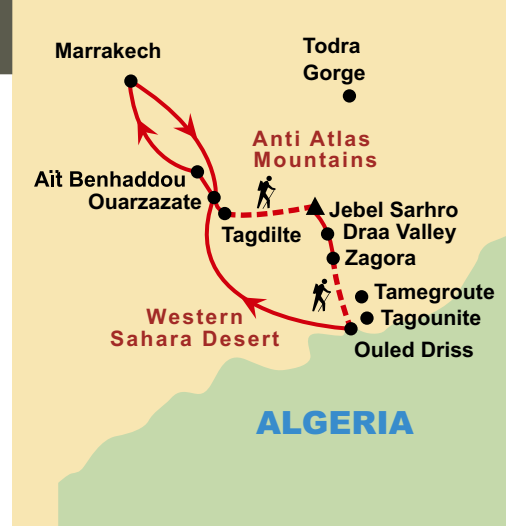 Marrakech
Todra
Gorge
Anti Atlas
Mountains
Aït Benhaddou
Ouarzazate
Tagdilte
Jebel Sarhro
Draa Valley
Zagora
Tamegroute
Tagounite
Western
Sahara Desert
Ouled Driss
ALGERIA